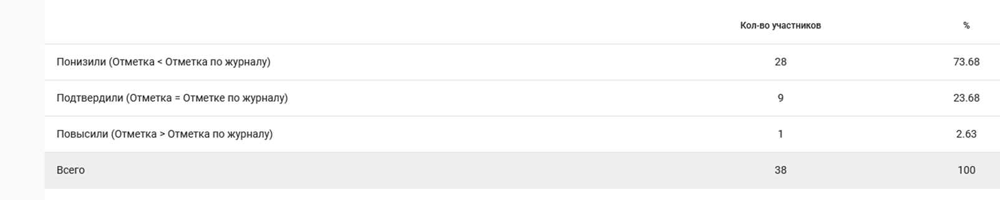 Кол-во участников %
Понизили (Отметка < Отметка по журналу) 28 73.68
Подтвердили (Отметка = Отметке по журналу) 9 23.68
Повысили (Отметка > Отметка по журналу) 1 2.63
Всего 38 100